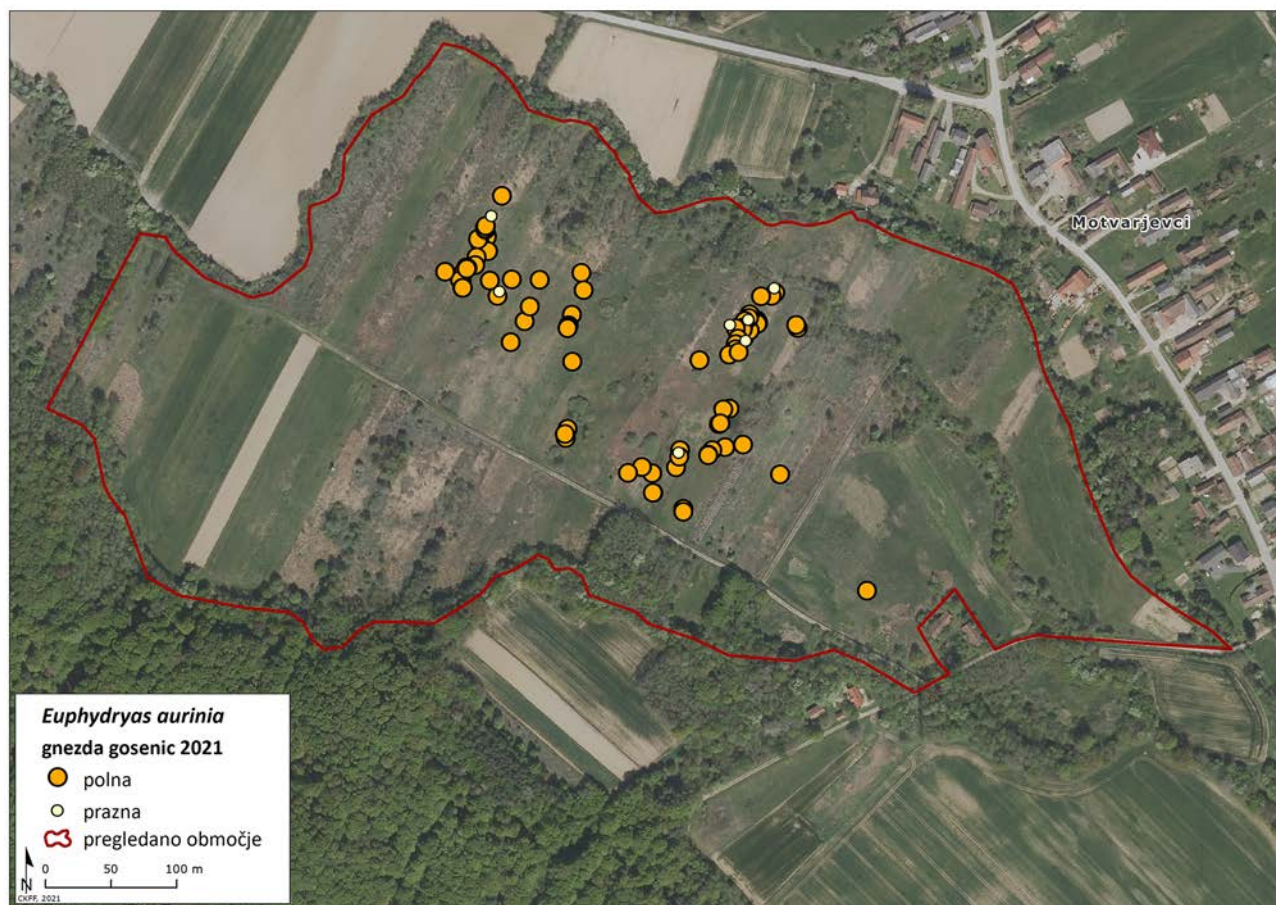 Motvarjevci
Euphydryas aurinia
gnezda gosenic 2021
polna
prazna
pregledano območje
0 50 100 m
N
CKFF, 2021